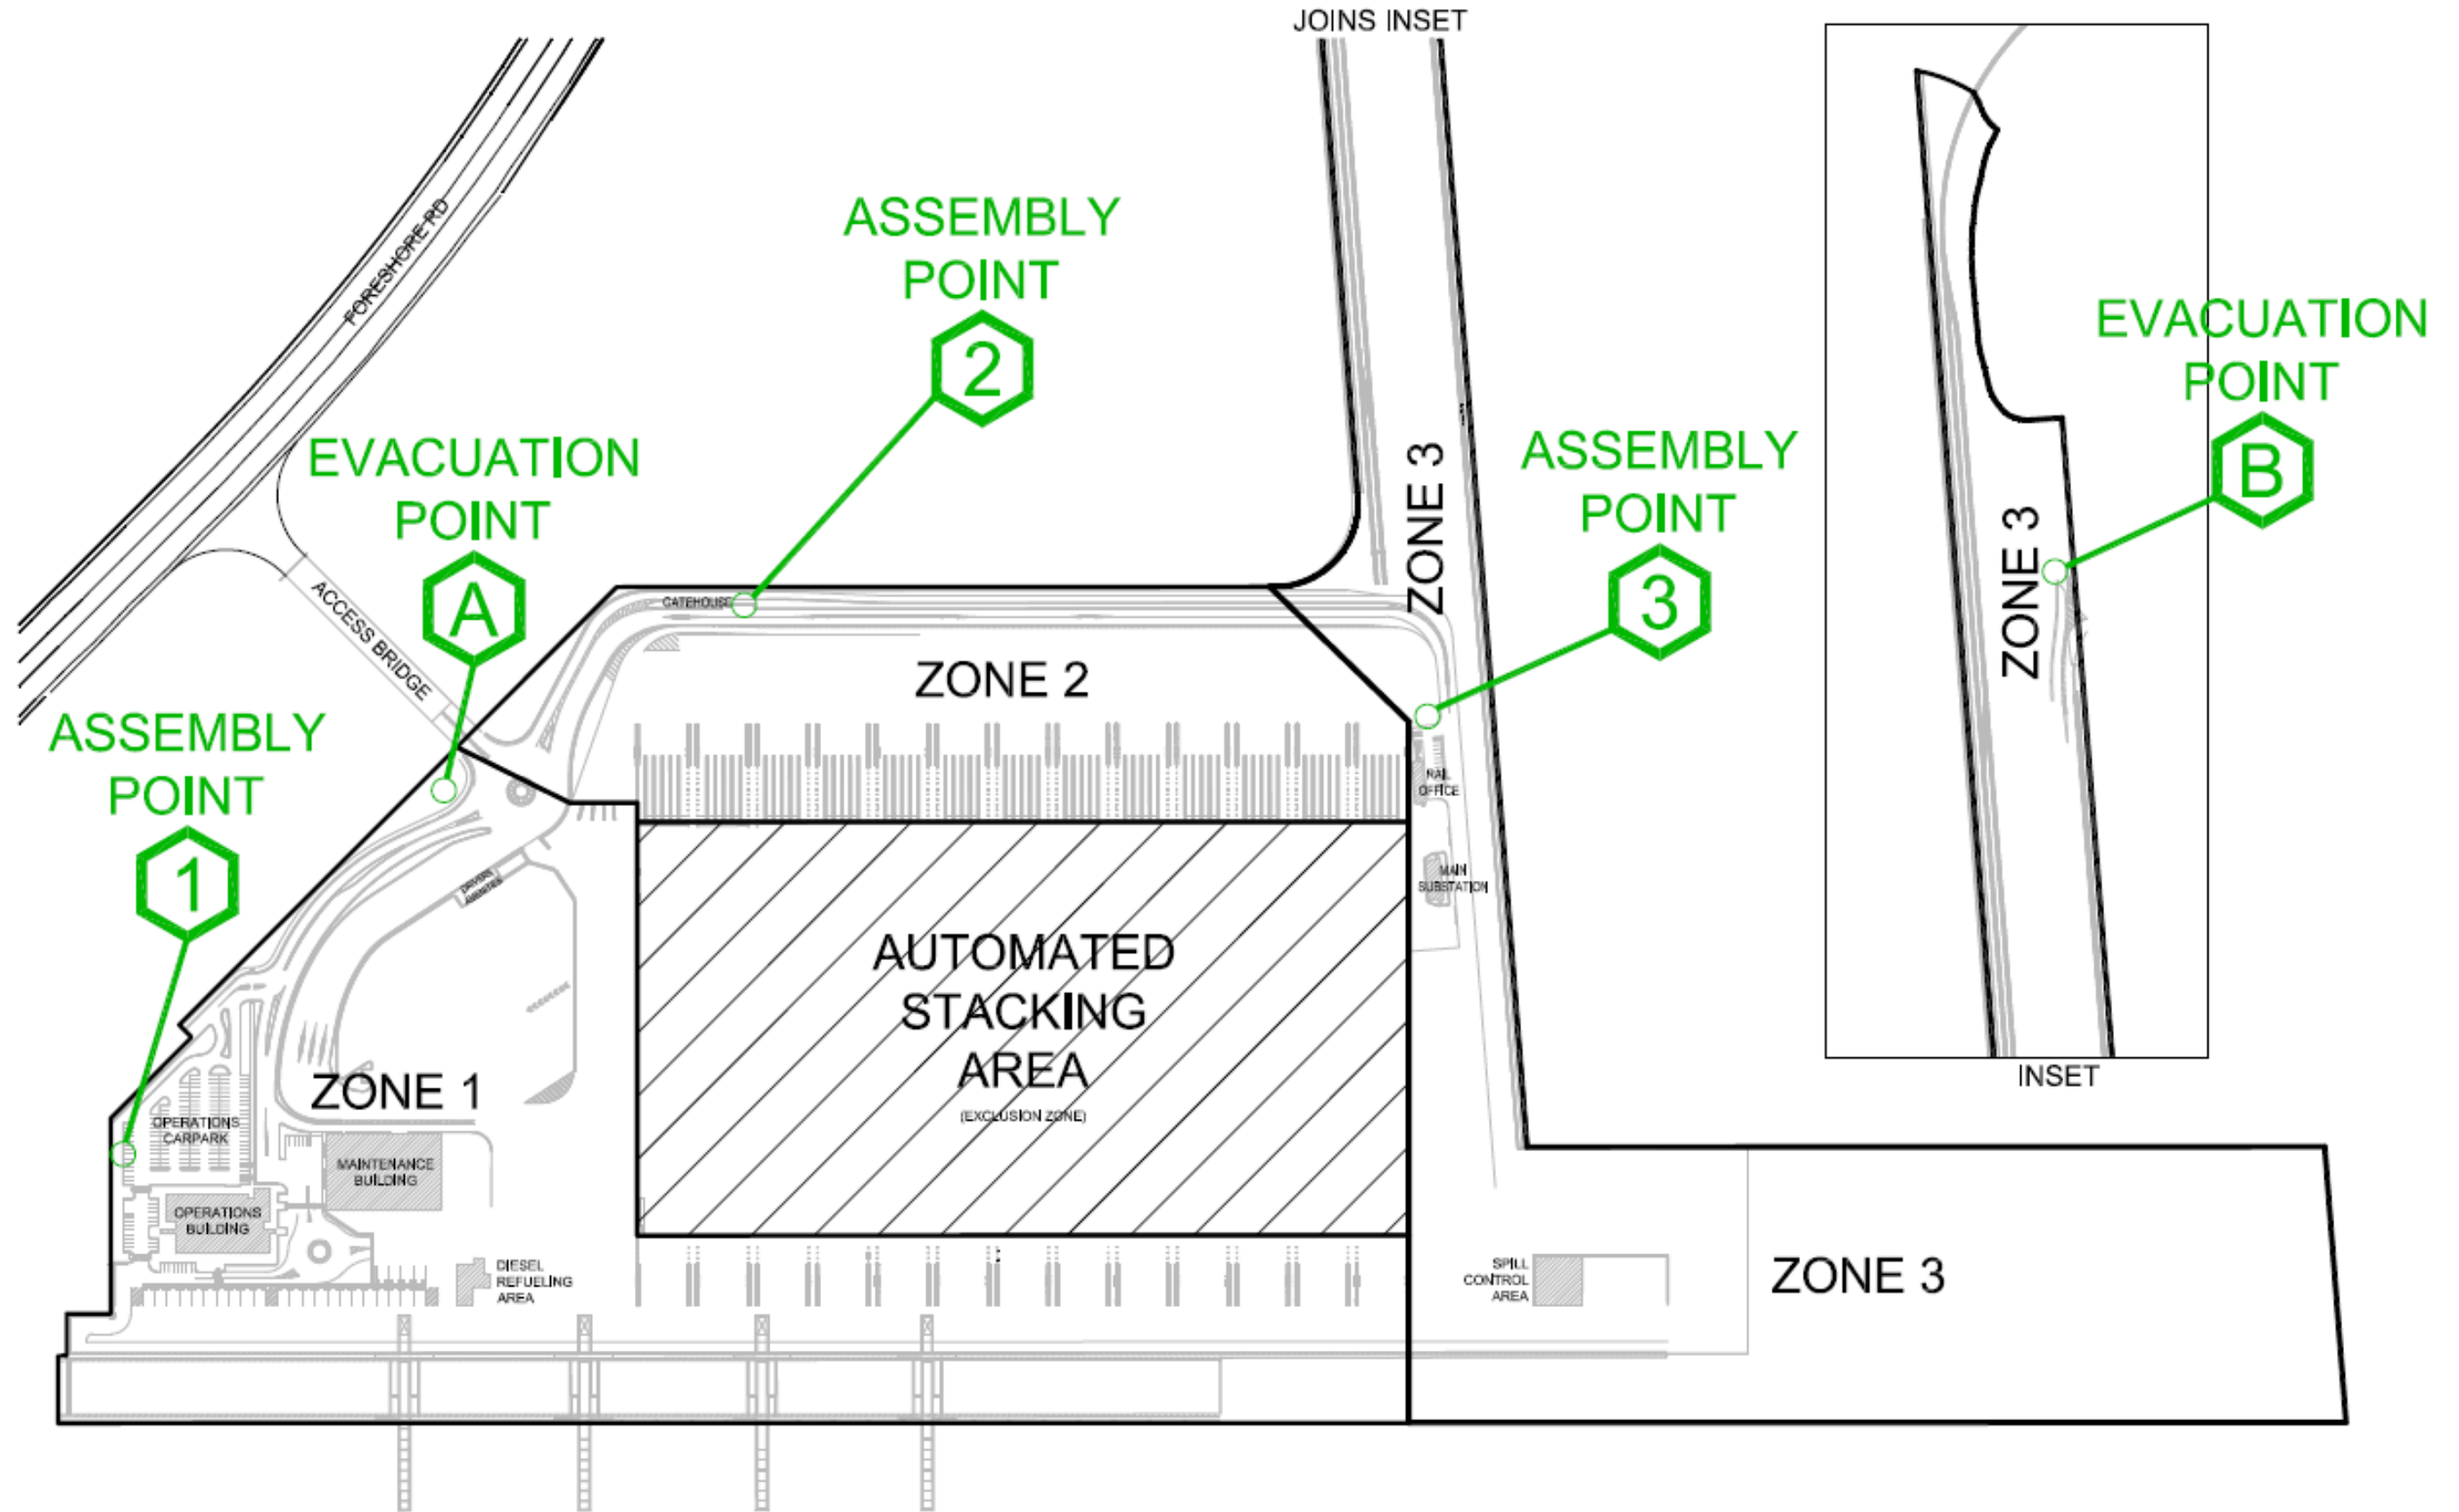 JOINS INSET
FORESHORE RD
ASSEMBLY
POINT
2
EVACUATION
POINT
B
EVACUATION
POINT
A
ASSEMBLY
POINT
3
ZONE 3
ZONE 3
ACCESS BRIDGE
GATEHOUSE
ZONE 2
ASSEMBLY
POINT
1
RAIL
OFFICE
MAIN
SUBSTATION
DRIVERS
AMENITIES
AUTOMATED
STACKING
AREA
(EXCLUSION ZONE)
INSET
ZONE 1
OPERATIONS
CARPARK
MAINTENANCE
BUILDING
OPERATIONS
BUILDING
DIESEL
REFUELING
AREA
SPILL
CONTROL
AREA
ZONE 3